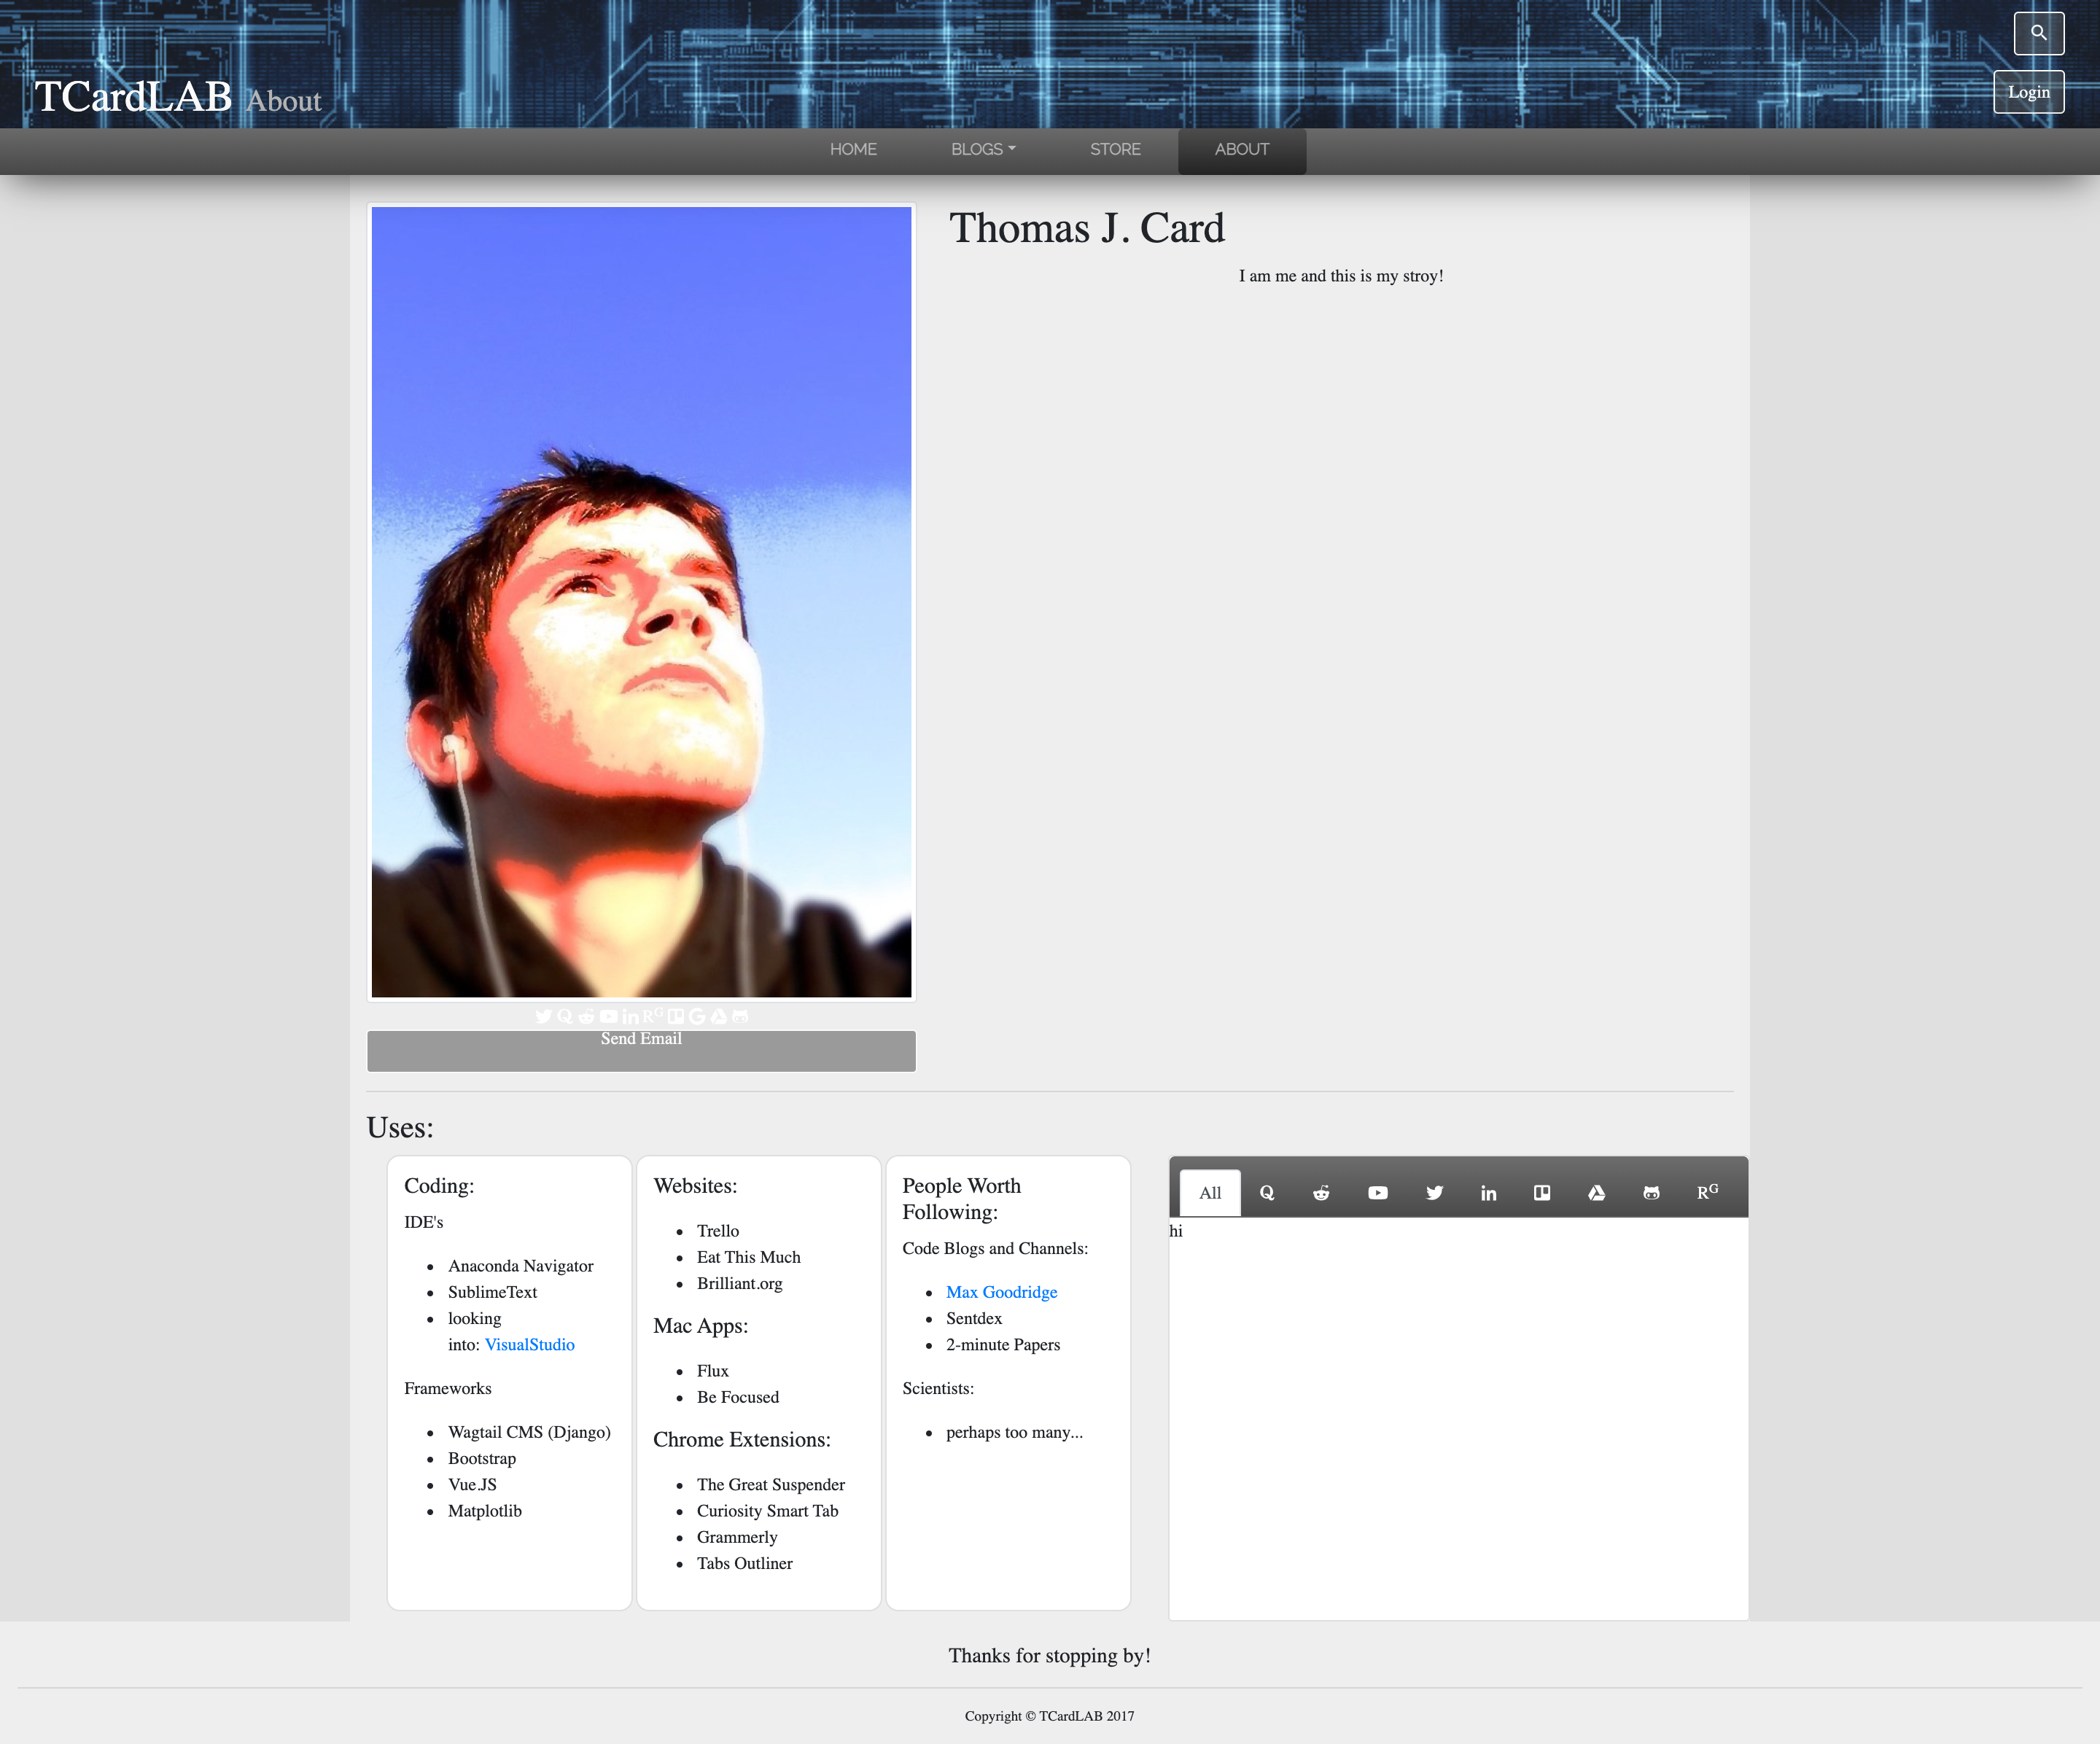 TCardLAB About
Login
HOME
BLOGS
STORE
ABOUT
Thomas J. Card
I am me and this is my stroy!
Q RG G
Send Email
Uses:
Coding:
IDE's
Anaconda Navigator
SublimeText
looking
into: VisualStudio
Frameworks
Wagtail CMS (Django)
Bootstrap
Vue.JS
Matplotlib
Websites:
Trello
Eat This Much
Brilliant.org
Mac Apps:
Flux
Be Focused
Chrome Extensions:
The Great Suspender
Curiosity Smart Tab
Grammerly
Tabs Outliner
People Worth
Following:
Code Blogs and Channels:
Max Goodridge
Sentdex
2-minute Papers
Scientists:
perhaps too many...
All Q in RG
hi
Thanks for stopping by!
Copyright © TCardLAB 2017